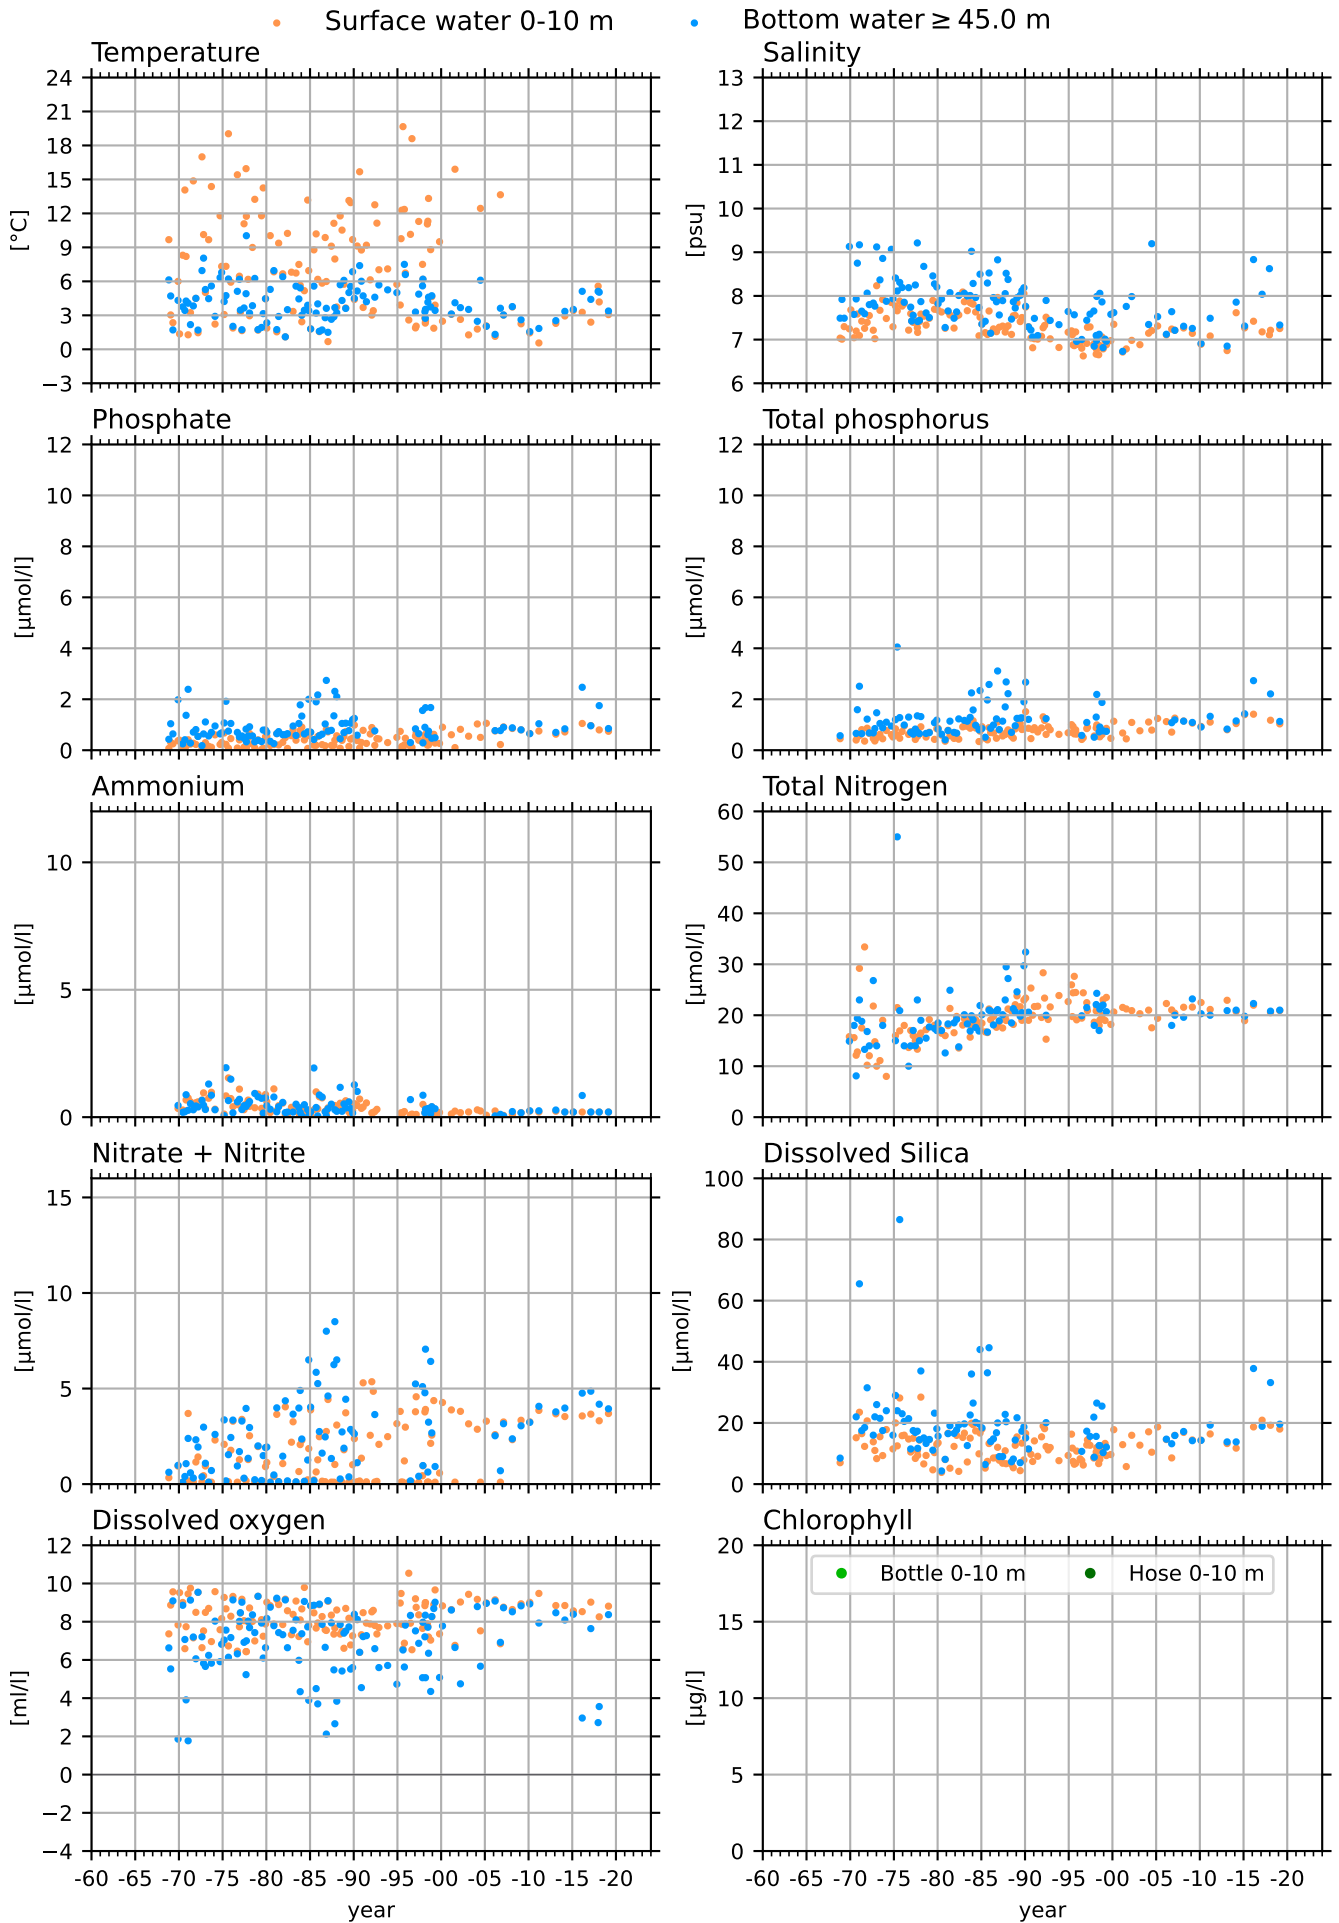 Surface water 0-10 m Bottom water ≥ 45.0 m
Temperature Salinity
24 21 18 15 12 9 6 3 0 −3
[°C]
13 12 11 10 9 8 7 6
[psu]
Phosphate Total phosphorus
12 10 8 6 4 2 0
[μmol/l]
12 10 8 6 4 2 0
[μmol/l]
Ammonium Total Nitrogen
10 5 0
[μmol/l]
60 50 40 30 20 10 0
[μmol/l]
Nitrate + Nitrite Dissolved Silica
15 10 5 0
[μmol/l]
100 80 60 40 20 0
[μmol/l]
Dissolved oxygen Chlorophyll
12 10 8 6 4 2 0 −2 −4
[ml/l]
20 15 10 5 0
[μg/l]
Bottle 0-10 m Hose 0-10 m
-60 -65 -70 -75 -80 -85 -90 -95 -00 -05 -10 -15 -20
-60 -65 -70 -75 -80 -85 -90 -95 -00 -05 -10 -15 -20
year year